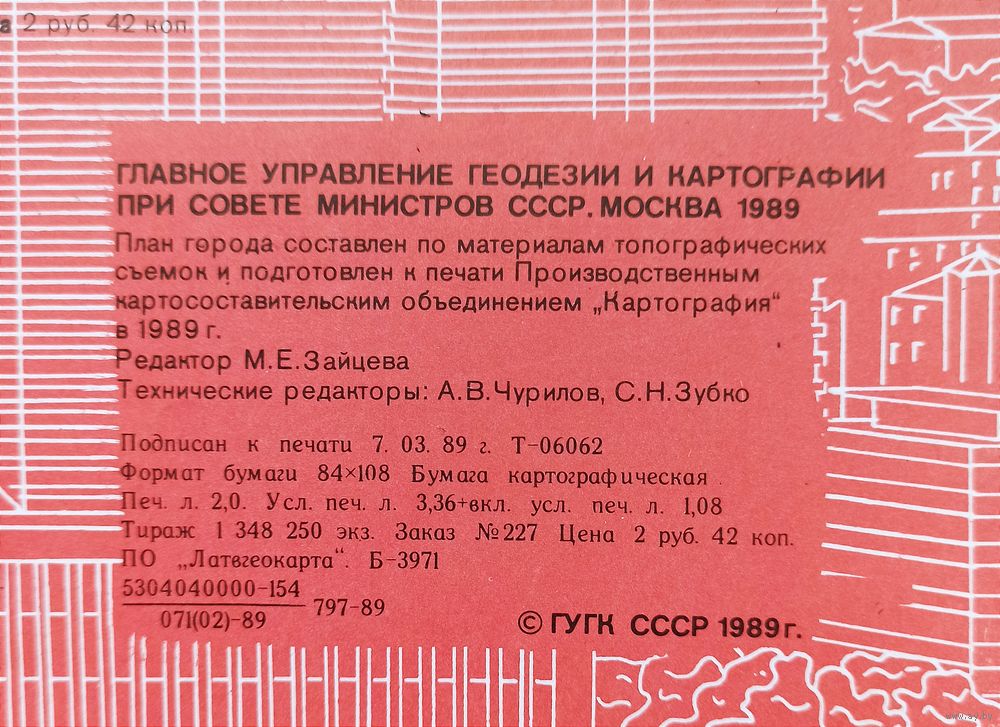 а 2 руб. 42 коп.
ГЛАВНОЕ УПРАВЛЕНИЕ ГЕОДЕЗИИ И КАРТОГРАФИИ
ПРИ СОВЕТЕ МИНИСТРОВ СССР. МОСКВА 1989
План города составлен по материалам топографических
съемок и подготовлен к печати Производственным
картосоставительским объединением „Картография“
в 1989 г.
Редактор М.Е.Зайцева
Технические редакторы: А.В.Чурилов, С.Н.Зубко
Подписан к печати 7. 03. 89 г. Т-06062
Формат бумаги 84×108 Бумага картографическая
Печ. л. 2,0. Усл. печ. л. 3,36+вкл. усл. печ. л. 1,08
Тираж 1 348 250 экз. Заказ №227 Цена 2 руб. 42 коп.
ПО „Латвгеокарта“. Б-3971
5304040000-154
071(02)-89
797-89
© ГУГК СССР 1989 г.
www.ay.by